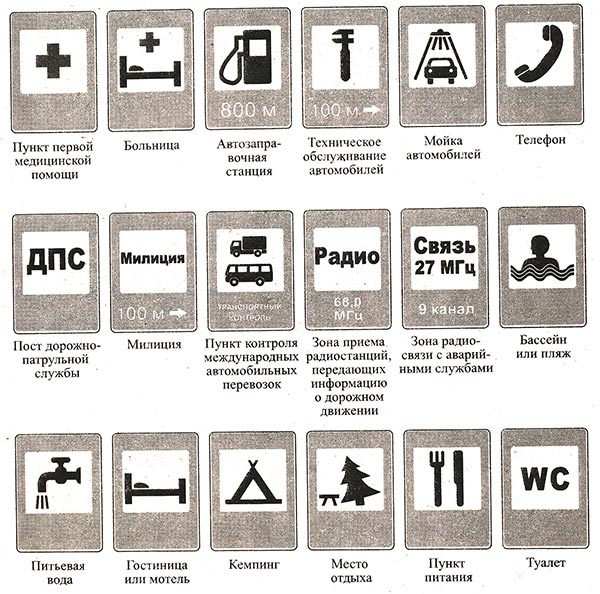 800 м
100 м
Пункт первой
медицинской
помощи
Больница
Автозапра-
вочная
станция
Техническое
обслуживание
автомобилей
Мойка
автомобилей
Телефон
ДПС
Милиция
100 м
ТРАНСПОРТНЫЙ
КОНТРОЛЬ
Радио
68.0
МГц
Связь
27 МГц
9 канал
Пост дорожно-
патрульной
службы
Милиция
Пункт контроля
международных
автомобильных
перевозок
Зона приема
радиостанций,
передающих
информацию
о дорожном
движении
Зона радио-
связи с аварий-
ными службами
Бассейн
или пляж
WC
Питьевая
вода
Гостиница
или мотель
Кемпинг
Место
отдыха
Пункт
питания
Туалет